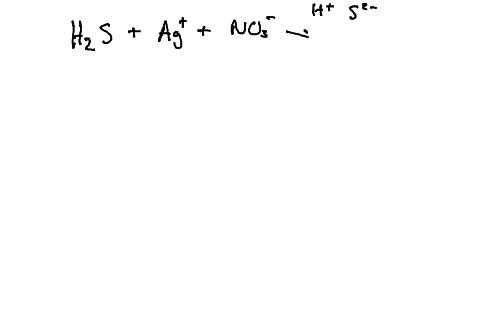 H₂S + Ag⁺ + NO₃⁻ → H⁺ S²⁻